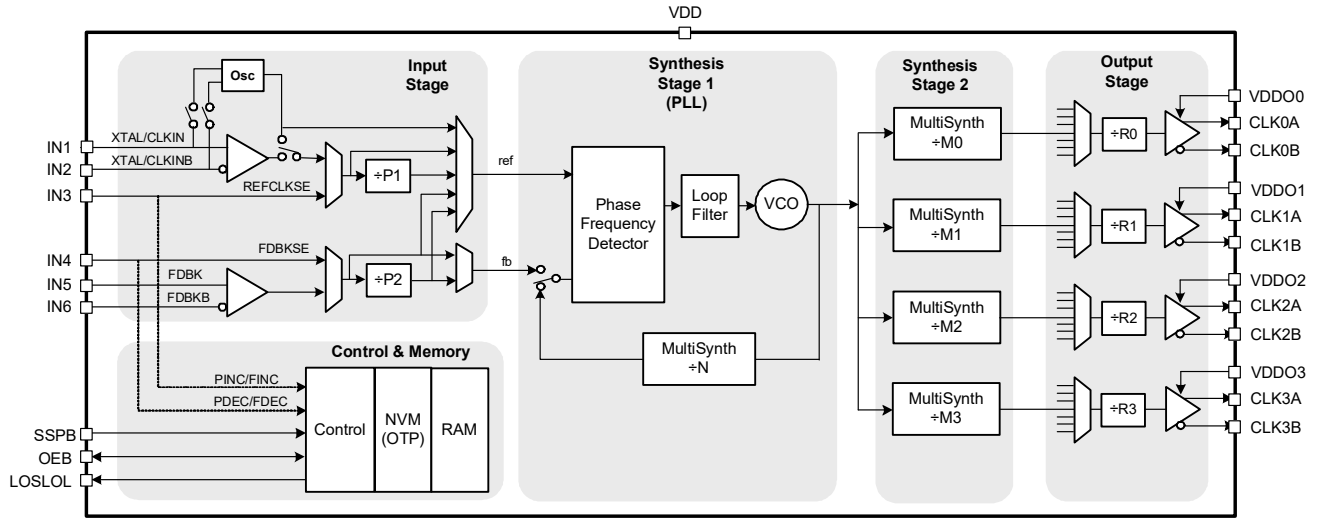 VDD
Input
Stage
Synthesis
Stage 1
(PLL)
Synthesis
Stage 2
Output
Stage
Osc
IN1
XTAL/CLKIN
IN2
XTAL/CLKINB
IN3
REFCLKSE
÷P1
ref
IN4
FDBKSE
IN5
FDBK
IN6
FDBKB
÷P2
fb
Phase
Frequency
Detector
Loop
Filter
VCO
MultiSynth
÷N
MultiSynth
÷M0
MultiSynth
÷M1
MultiSynth
÷M2
MultiSynth
÷M3
÷R0
÷R1
÷R2
÷R3
VDDO0
CLK0A
CLK0B
VDDO1
CLK1A
CLK1B
VDDO2
CLK2A
CLK2B
VDDO3
CLK3A
CLK3B
Control & Memory
PINC/FINC
PDEC/FDEC
Control
NVM
(OTP)
RAM
SSPB
OEB
LOSLOL